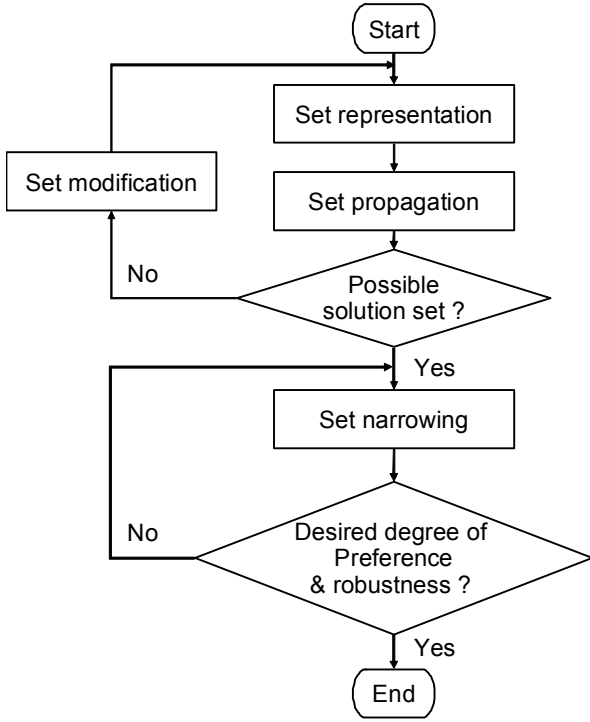 Start
Set representation
Set modification
Set propagation
No
Possible
solution set ?
Yes
Set narrowing
No
Desired degree of
Preference
& robustness ?
Yes
End